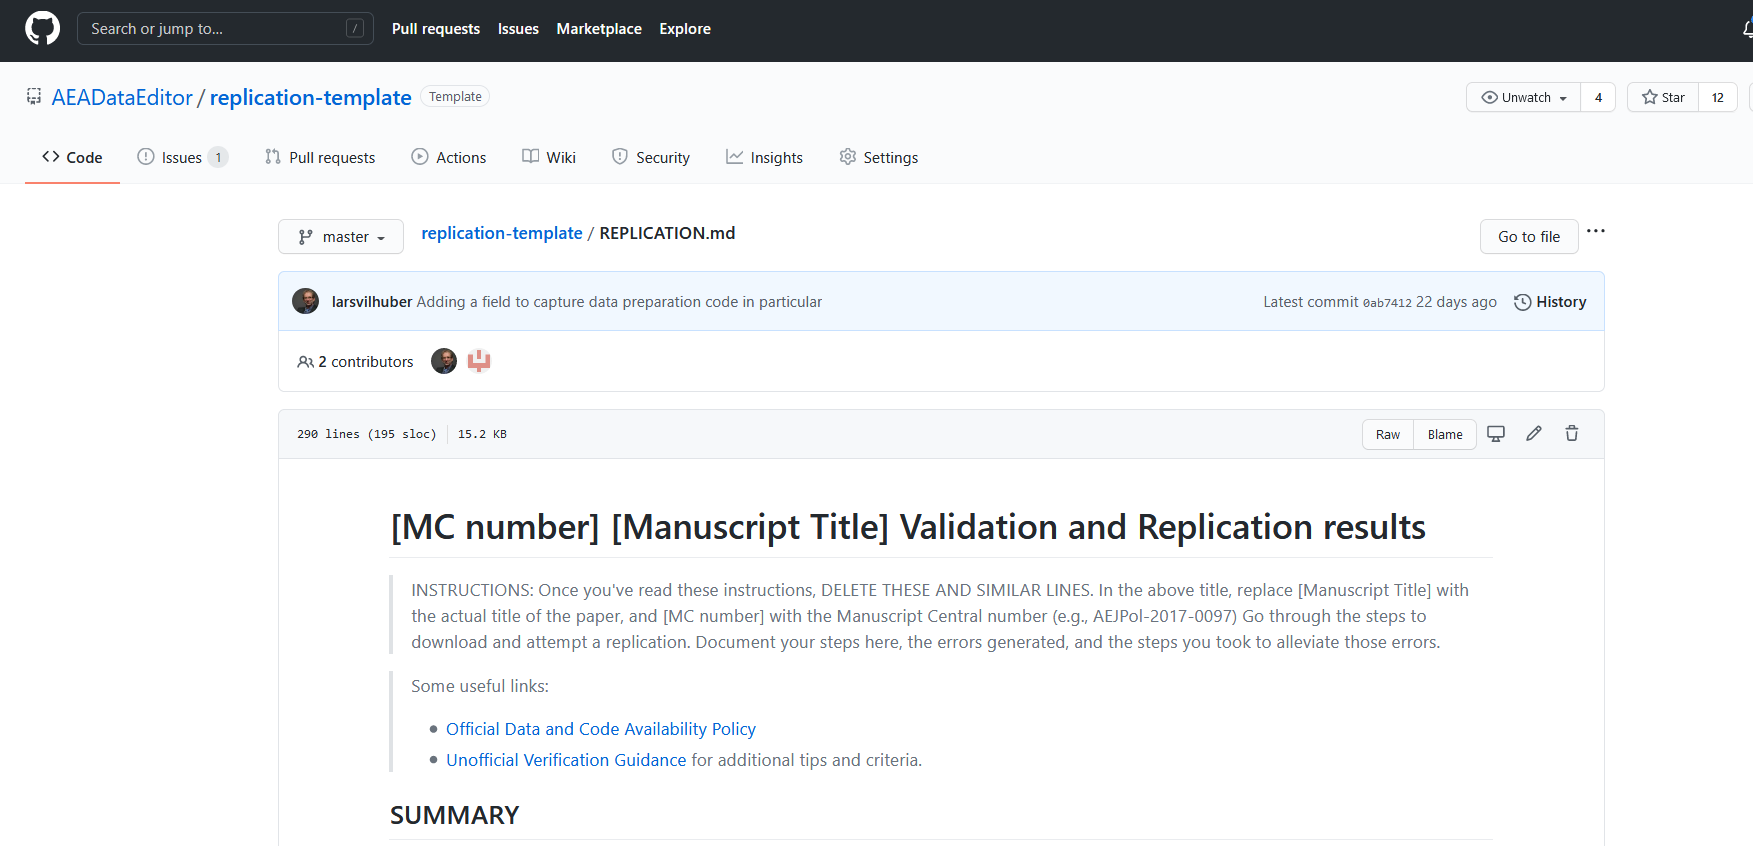 Search or jump to... / Pull requests Issues Marketplace Explore
AEADataEditor / replication-template Template Unwatch 4 Star 12
Code Issues 1 Pull requests Actions Wiki Security Insights Settings
master replication-template / REPLICATION.md Go to file ...
larsvilhuber Adding a field to capture data preparation code in particular Latest commit 0ab7412 22 days ago History
2 contributors
290 lines (195 sloc) 15.2 KB Raw Blame
[MC number] [Manuscript Title] Validation and Replication results
INSTRUCTIONS: Once you've read these instructions, DELETE THESE AND SIMILAR LINES. In the above title, replace [Manuscript Title] with
the actual title of the paper, and [MC number] with the Manuscript Central number (e.g., AEJPol-2017-0097) Go through the steps to
download and attempt a replication. Document your steps here, the errors generated, and the steps you took to alleviate those errors.
Some useful links:
• Official Data and Code Availability Policy
• Unofficial Verification Guidance for additional tips and criteria.
SUMMARY